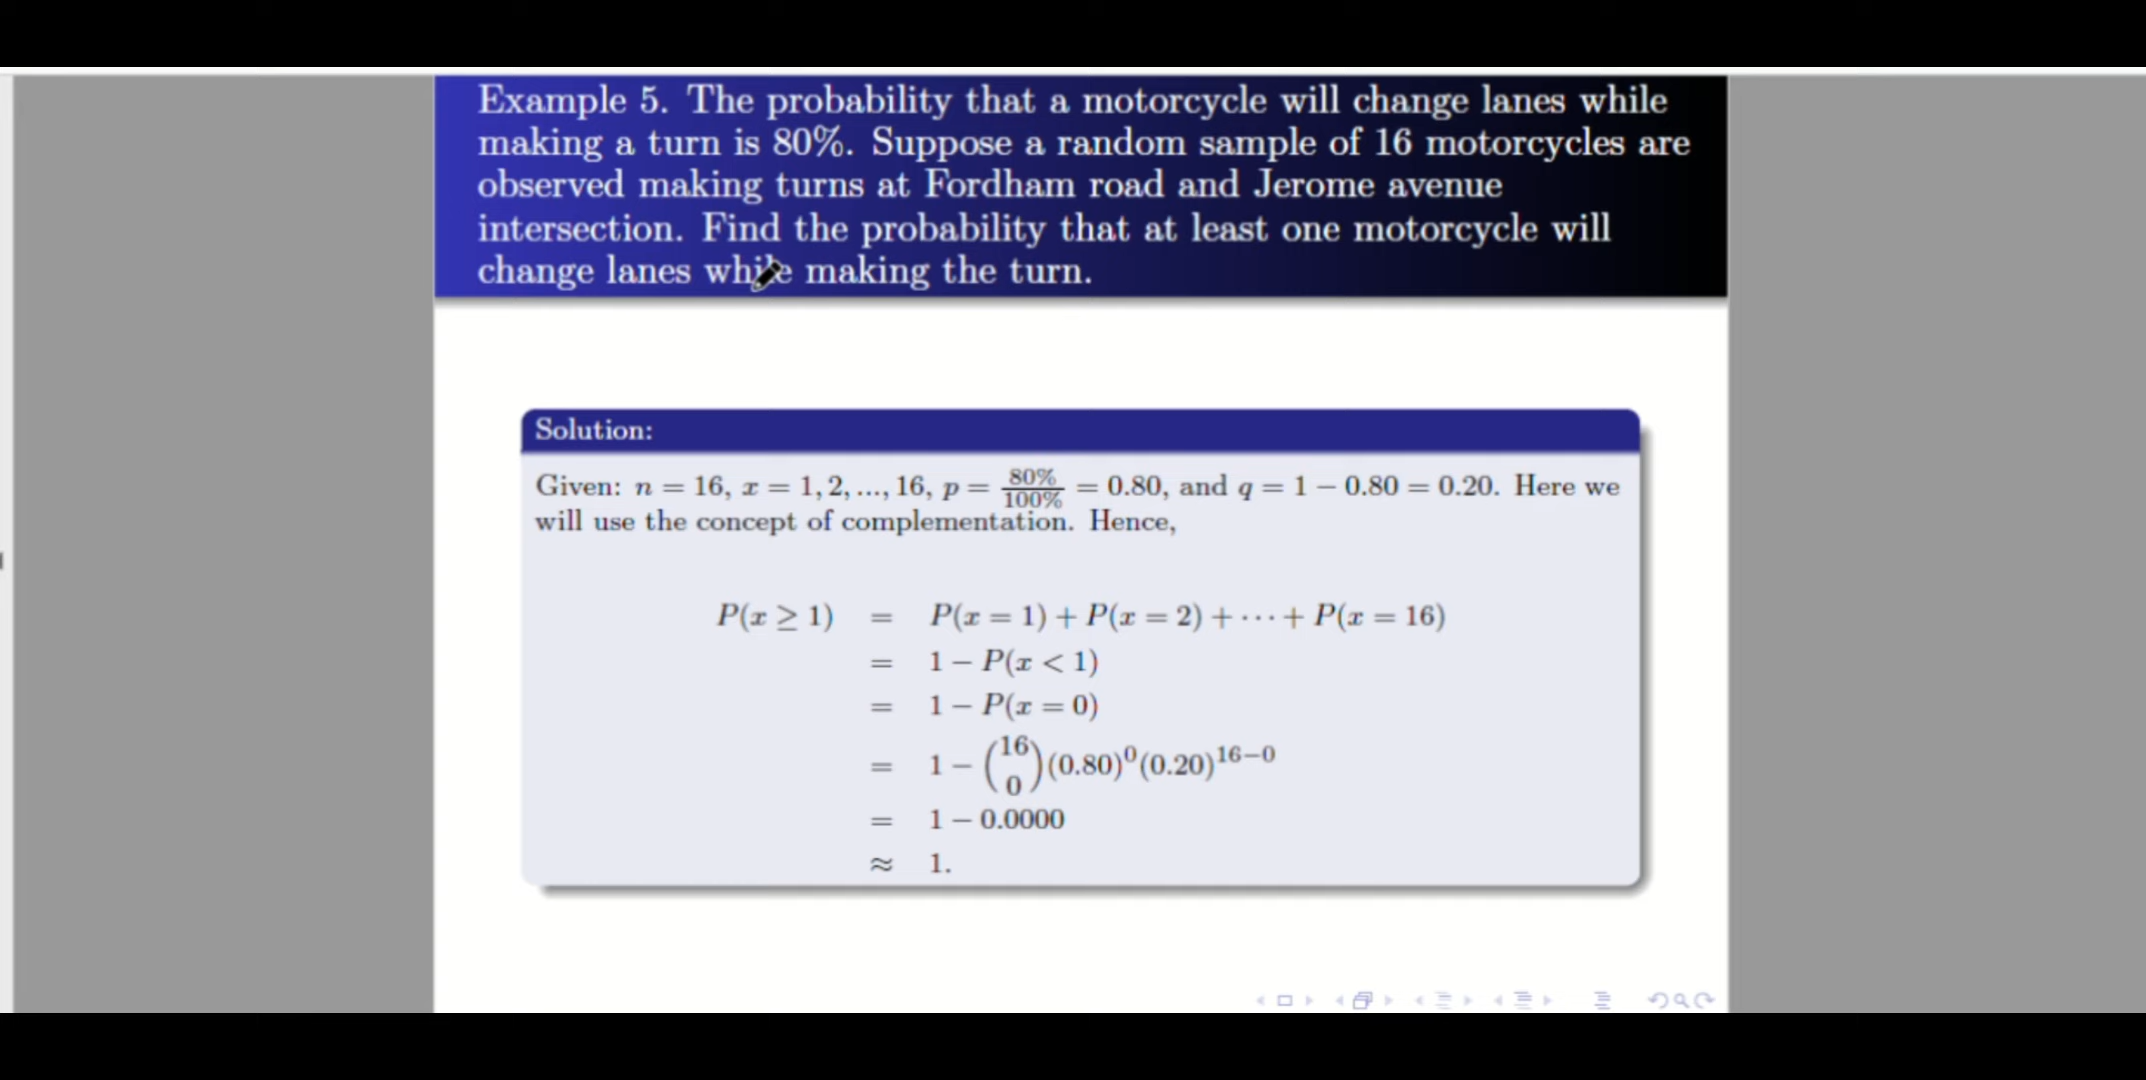 Example 5. The probability that a motorcycle will change lanes while
making a turn is 80%. Suppose a random sample of 16 motorcycles are
observed making turns at Fordham road and Jerome avenue
intersection. Find the probability that at least one motorcycle will
change lanes while making the turn.
Solution:
Given: n = 16, x = 1, 2, ..., 16, p = 80%/100% = 0.80, and q = 1 − 0.80 = 0.20. Here we
will use the concept of complementation. Hence,
P(x ≥ 1) = P(x = 1) + P(x = 2) + ··· + P(x = 16)
= 1 − P(x < 1)
= 1 − P(x = 0)
= 1 − (16 0)(0.80)^0(0.20)^{16−0}
= 1 − 0.0000
≈ 1.